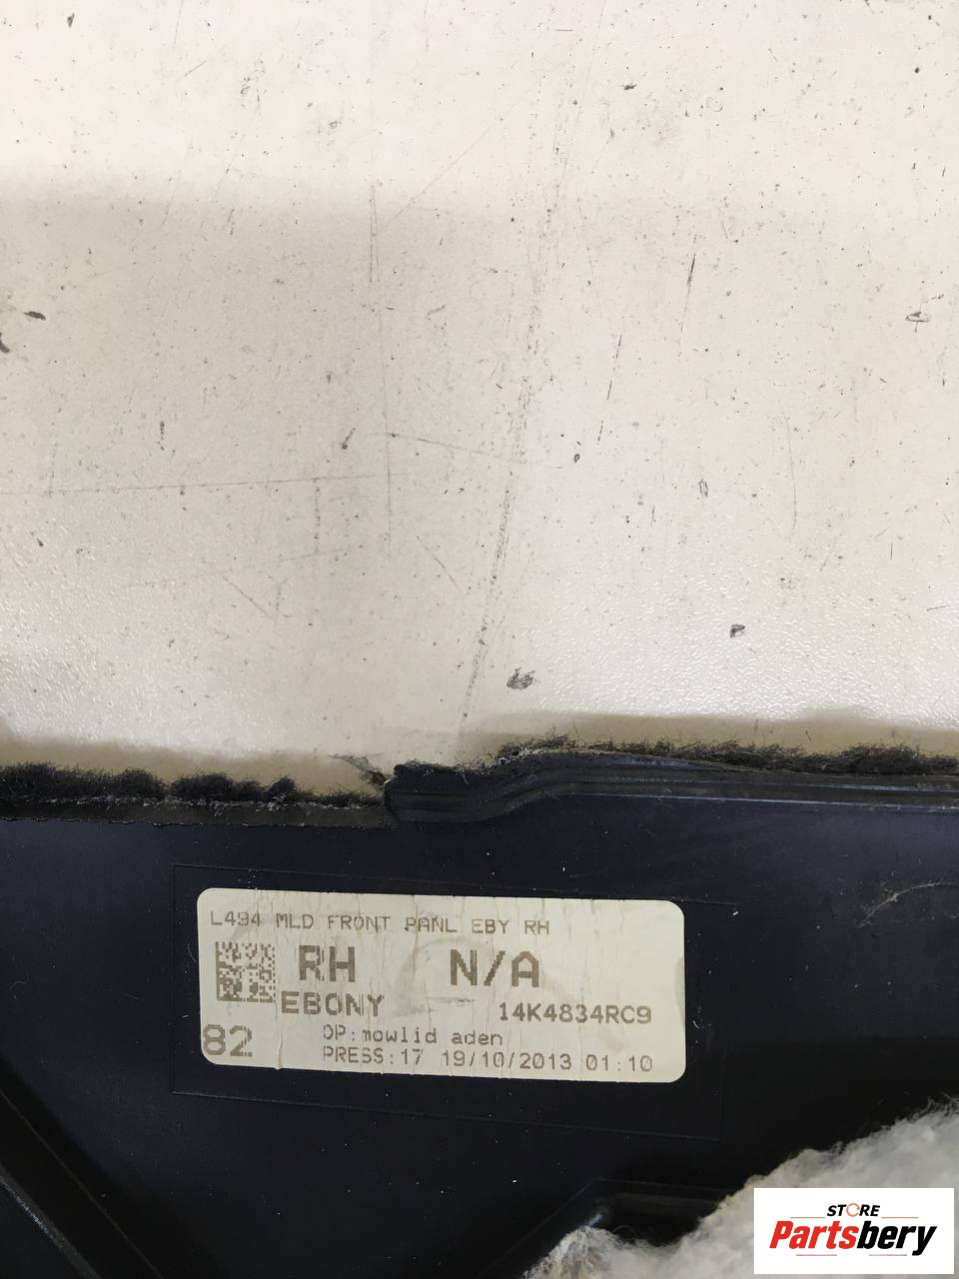 L494 MLD FRONT PANL EBY RH
RH N/A
EBONY 14K4834RC9
82 OP:mowlid aden
PRESS:17 19/10/2013 01:10
STORE
Partsbery